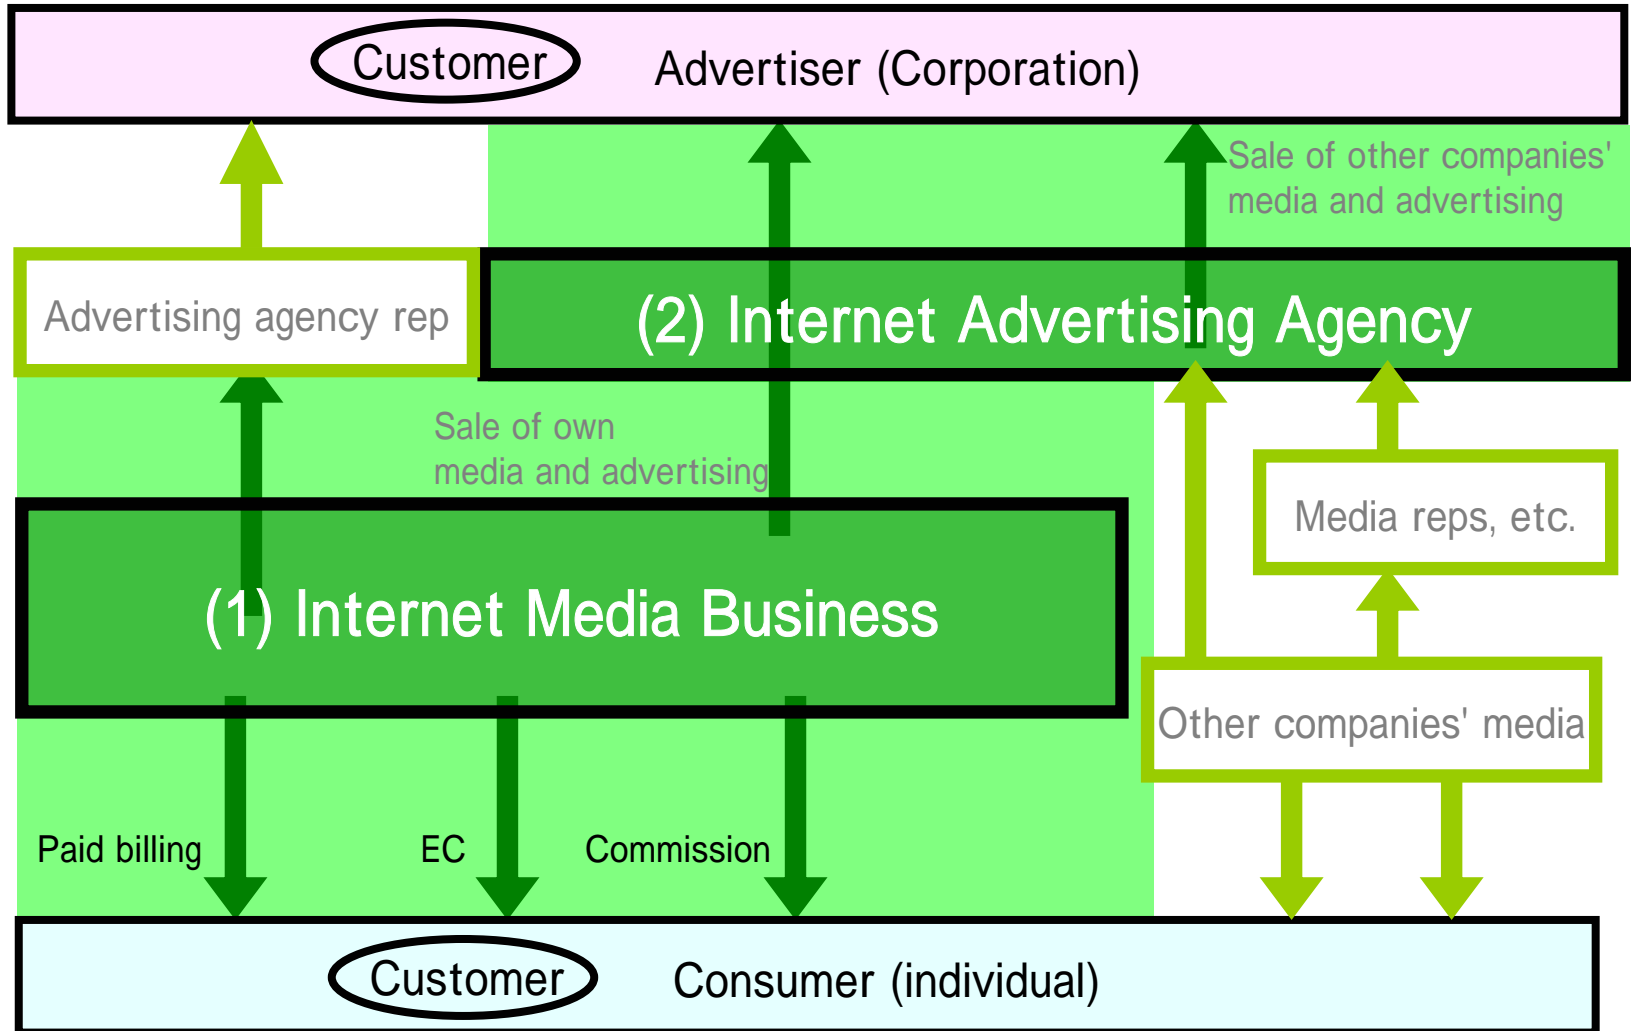 Customer Advertiser (Corporation)
Sale of other companies'
media and advertising
Advertising agency rep
(2) Internet Advertising Agency
Sale of own
media and advertising
Media reps, etc.
(1) Internet Media Business
Other companies' media
Paid billing
EC
Commission
Customer Consumer (individual)